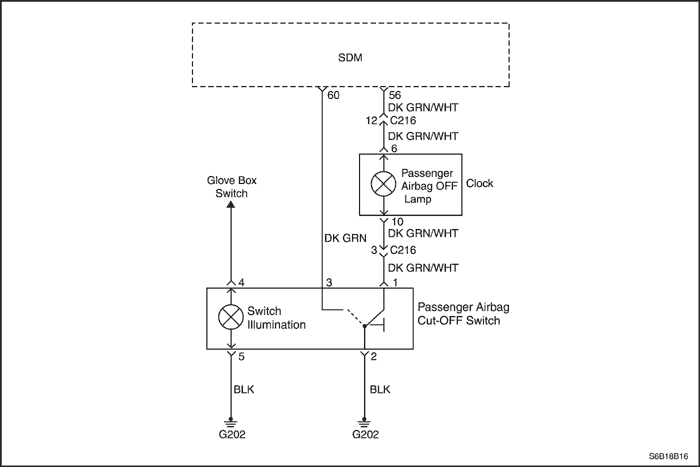 SDM
60
56
DK GRN/WHT
12
C216
DK GRN/WHT
6
Passenger
Airbag OFF
Lamp
Clock
Glove Box
Switch
10
DK GRN/WHT
DK GRN
3
C216
DK GRN/WHT
4
3
1
Switch
Illumination
Passenger Airbag
Cut-OFF Switch
5
2
BLK
BLK
G202
G202
S6B18B16